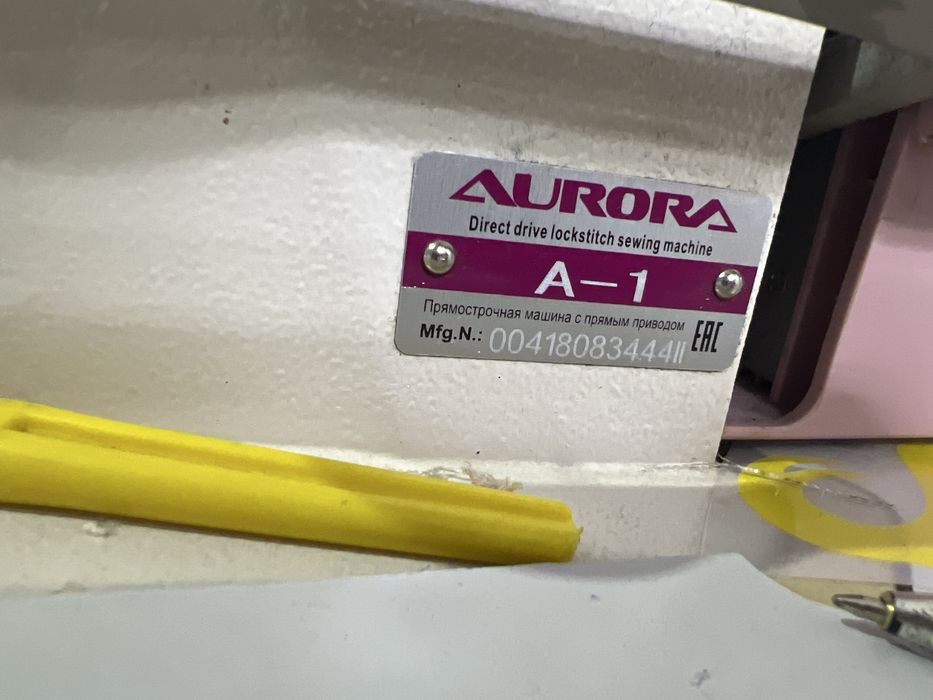 AURORA
Direct drive lockstitch sewing machine
A-1
Прямострочная машина с прямым приводом
Mfg.N.: 00418083444II EAC